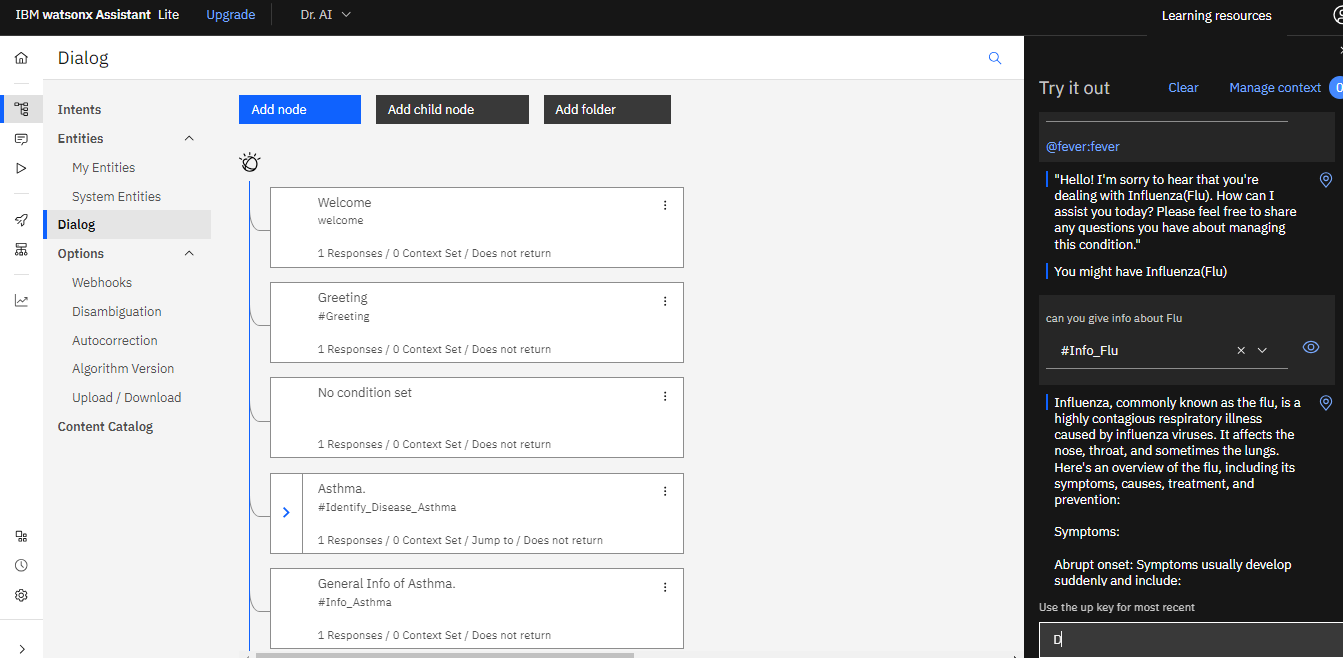 IBM watsonx Assistant Lite
Upgrade
Dr. AI
Learning resources
Dialog
Intents
Entities
My Entities
System Entities
Dialog
Options
Webhooks
Disambiguation
Autocorrection
Algorithm Version
Upload / Download
Content Catalog
Add node
Add child node
Add folder
Welcome
welcome
1 Responses / 0 Context Set / Does not return
Greeting
#Greeting
1 Responses / 0 Context Set / Does not return
No condition set
1 Responses / 0 Context Set / Does not return
Asthma.
#Identify_Disease_Asthma
1 Responses / 0 Context Set / Jump to / Does not return
General Info of Asthma.
#Info_Asthma
1 Responses / 0 Context Set / Does not return
Try it out
Clear
Manage context
0
@fever:fever
"Hello! I'm sorry to hear that you're
dealing with Influenza(Flu). How can I
assist you today? Please feel free to share
any questions you have about managing
this condition."
You might have Influenza(Flu)
can you give info about Flu
#Info_Flu
Influenza, commonly known as the flu, is a
highly contagious respiratory illness
caused by influenza viruses. It affects the
nose, throat, and sometimes the lungs.
Here's an overview of the flu, including its
symptoms, causes, treatment, and
prevention:
Symptoms:
Abrupt onset: Symptoms usually develop
suddenly and include:
Use the up key for most recent
D